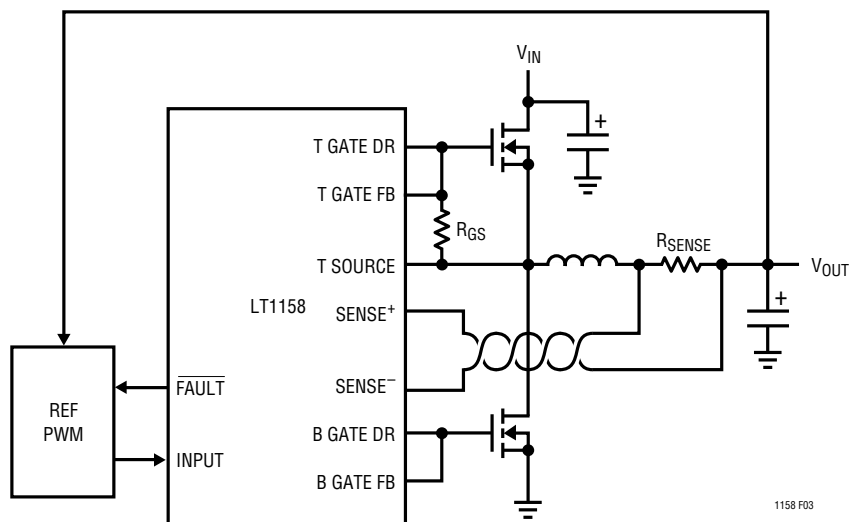 V_IN
T GATE DR
T GATE FB
R_GS
T SOURCE
R_SENSE
V_OUT
LT1158
SENSE⁺
SENSE⁻
REF
PWM
FAULT
INPUT
B GATE DR
B GATE FB
+
+
1158 F03